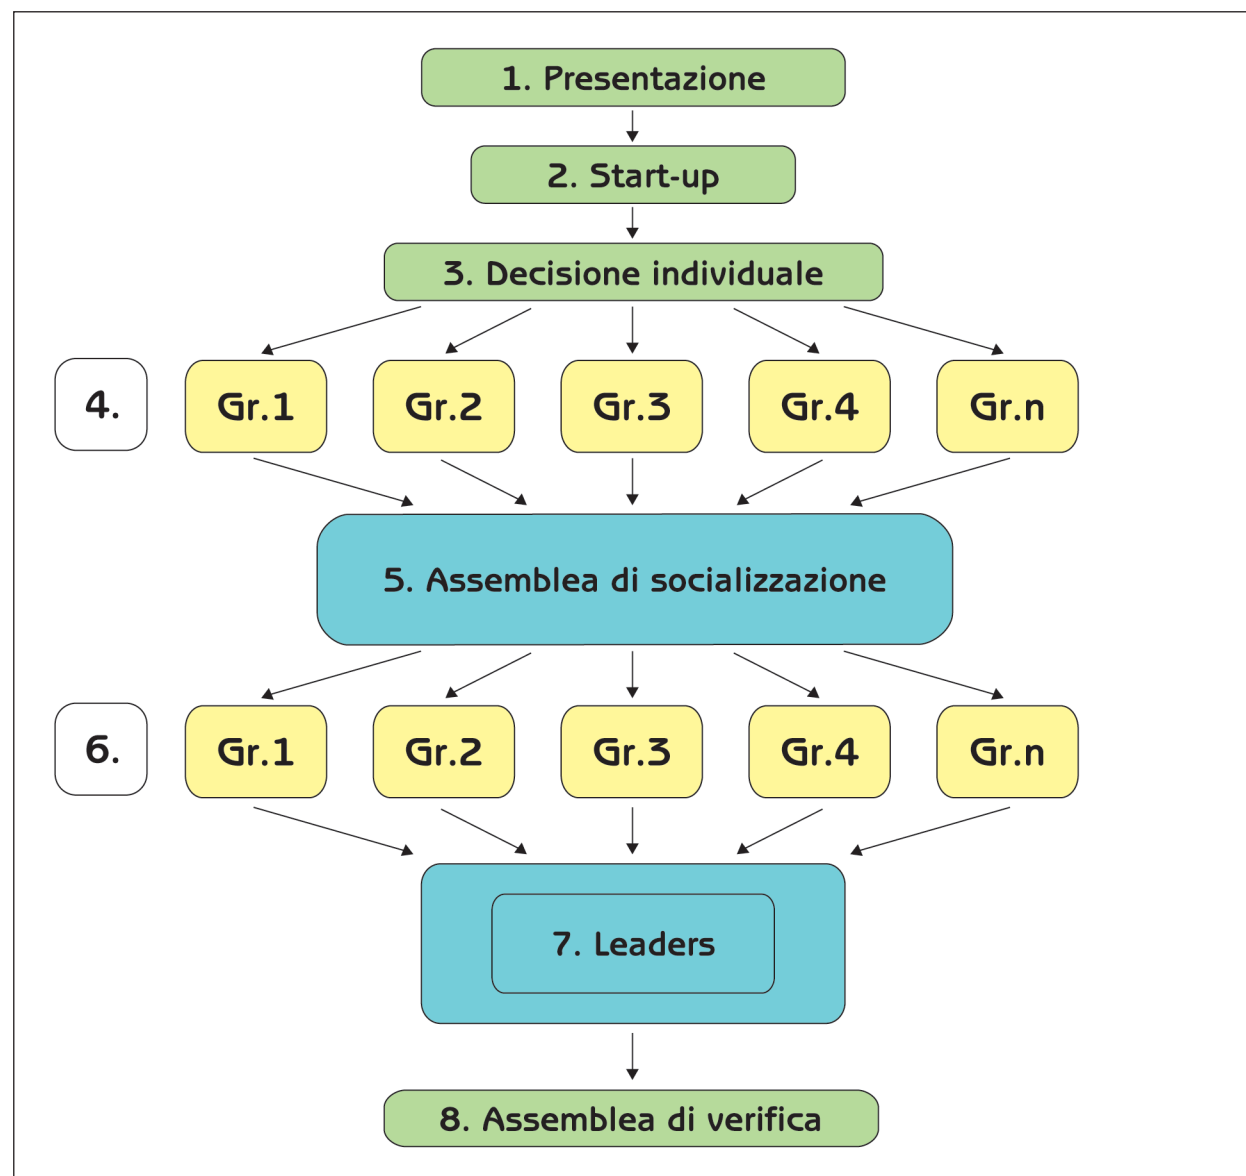 1. Presentazione
2. Start-up
3. Decisione individuale
4. Gr.1 Gr.2 Gr.3 Gr.4 Gr.n
5. Assemblea di socializzazione
6. Gr.1 Gr.2 Gr.3 Gr.4 Gr.n
7. Leaders
8. Assemblea di verifica